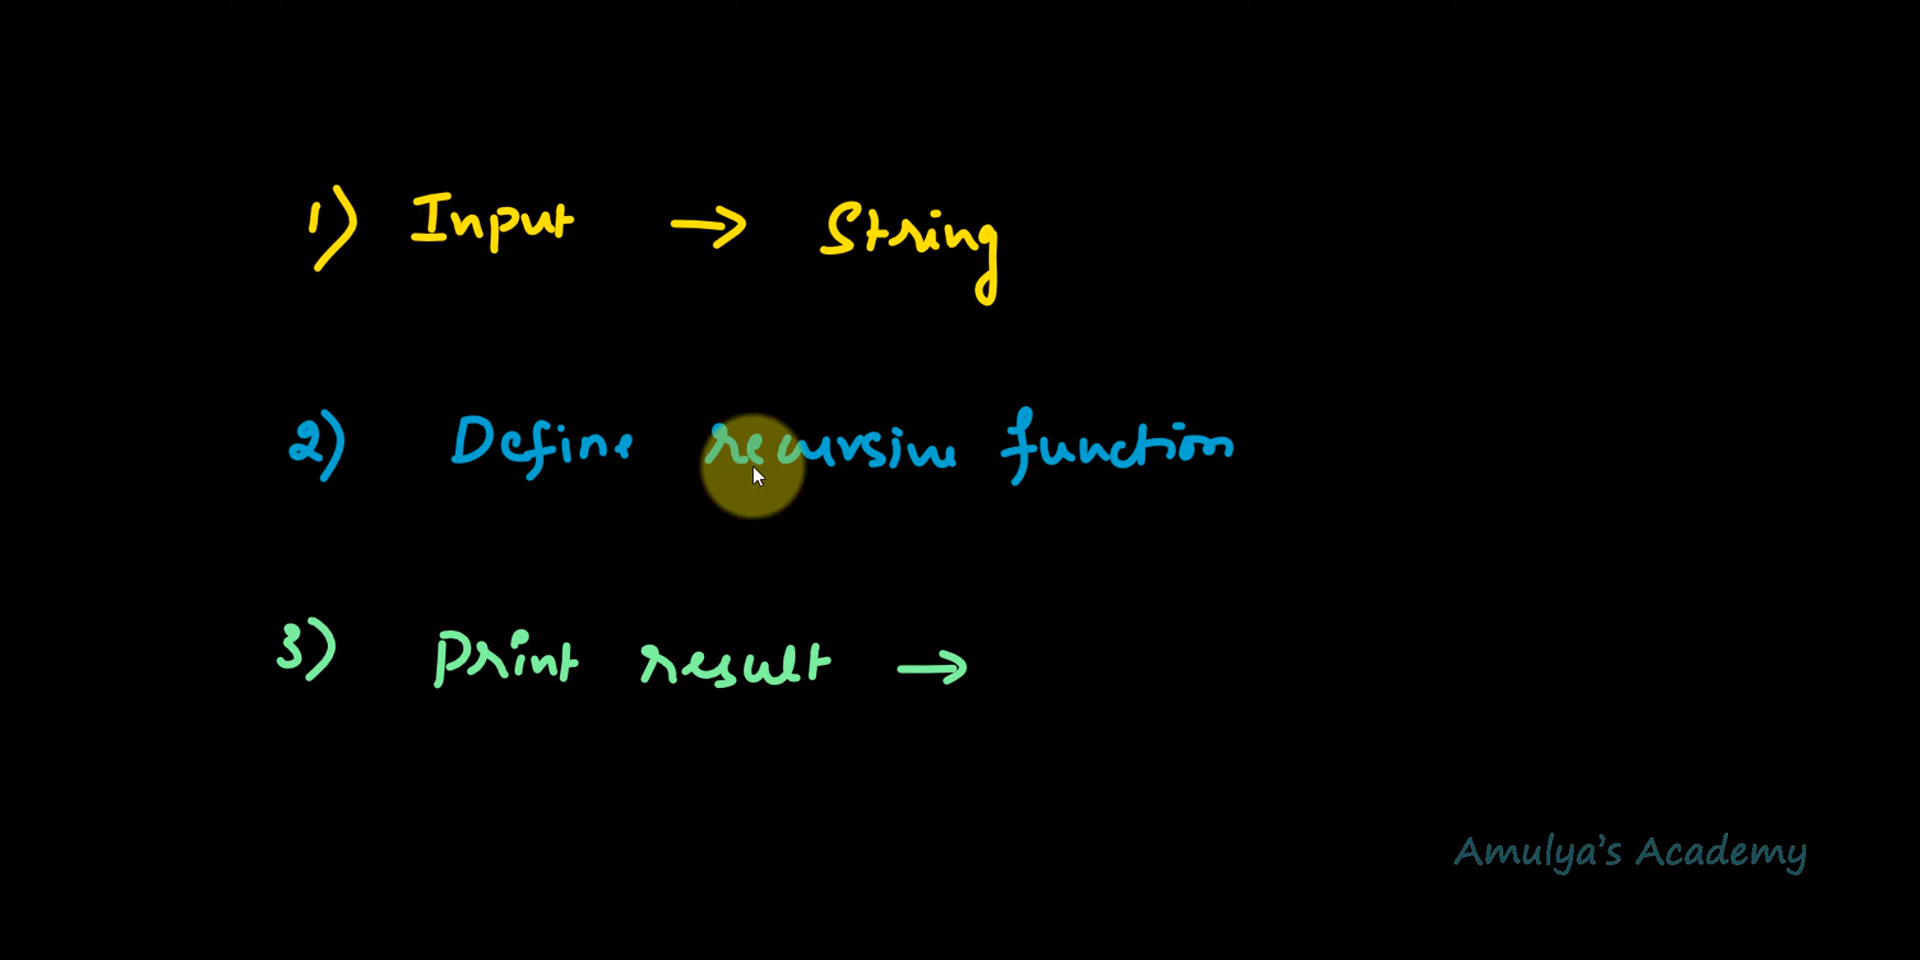 1) Input → String
2) Define recursive function
3) Print result →
Amulya's Academy